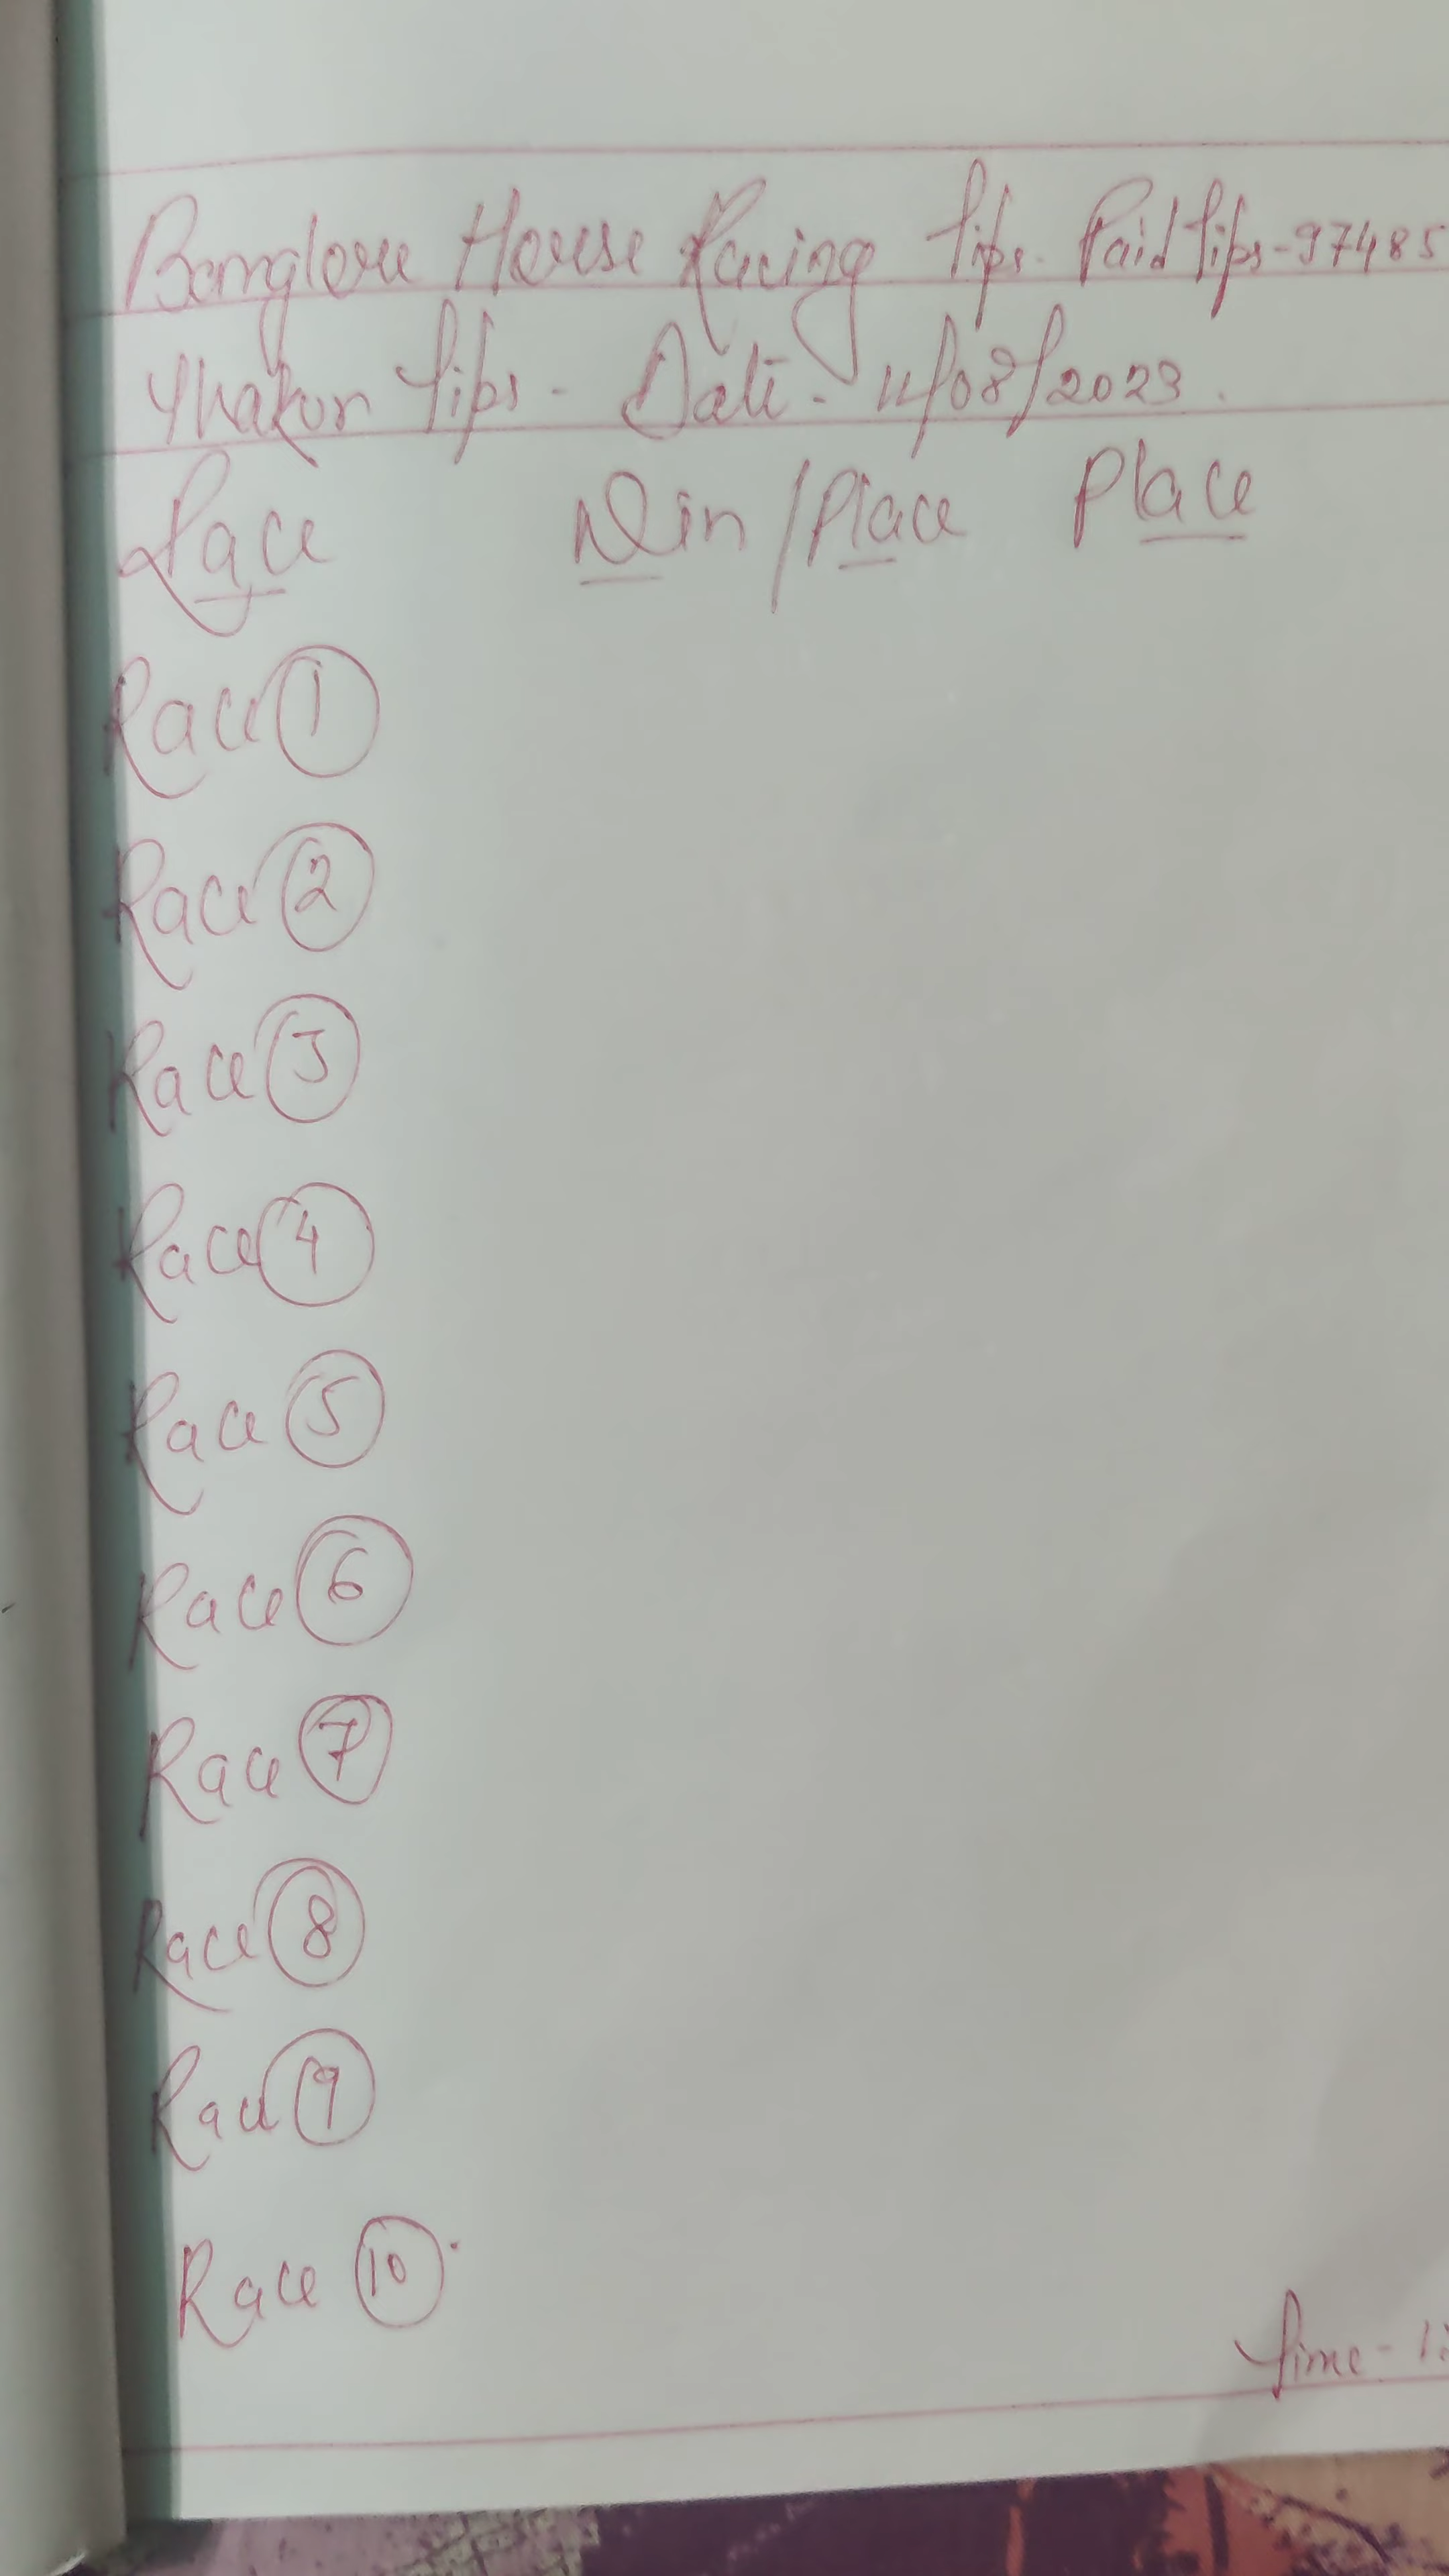 Banglore Horse Racing Tips. Paid Tips-97485
Thakur Tips - Date - 11/08/2023.
Race Win/Place Place
Race 1
Race 2
Race 3
Race 4
Race 5
Race 6
Race 7
Race 8
Race 9
Race 10.
Time -